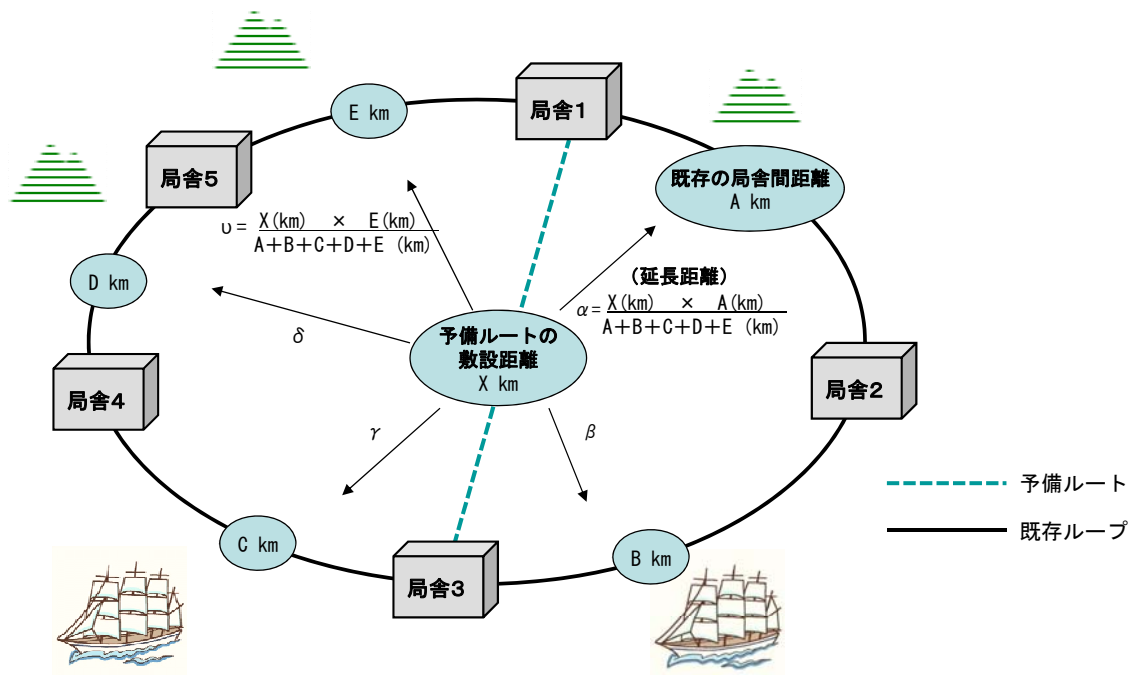 E km
局舎1
局舎5
既存の局舎間距離
A km
υ= X(km) × E(km)
A+B+C+D+E (km)
D km
(延長距離)
α= X(km) × A(km)
A+B+C+D+E (km)
δ
予備ルートの
敷設距離
X km
局舎4
局舎2
γ
β
予備ルート
既存ループ
C km
B km
局舎3